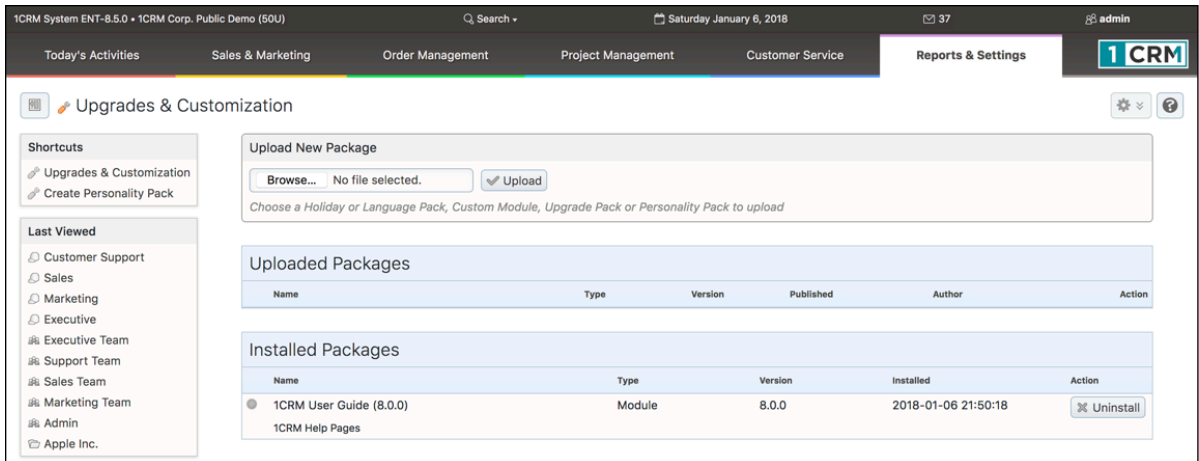 1CRM System ENT-8.5.0 • 1CRM Corp. Public Demo (50U) Search Saturday January 6, 2018 37 admin
Today's Activities Sales & Marketing Order Management Project Management Customer Service Reports & Settings 1 CRM
Upgrades & Customization
Shortcuts
Upgrades & Customization
Create Personality Pack
Last Viewed
Customer Support
Sales
Marketing
Executive
Executive Team
Support Team
Sales Team
Marketing Team
Admin
Apple Inc.
Upload New Package
Browse... No file selected. Upload
Choose a Holiday or Language Pack, Custom Module, Upgrade Pack or Personality Pack to upload
Uploaded Packages
Name Type Version Published Author Action
Installed Packages
Name Type Version Installed Action
1CRM User Guide (8.0.0) Module 8.0.0 2018-01-06 21:50:18 Uninstall
1CRM Help Pages